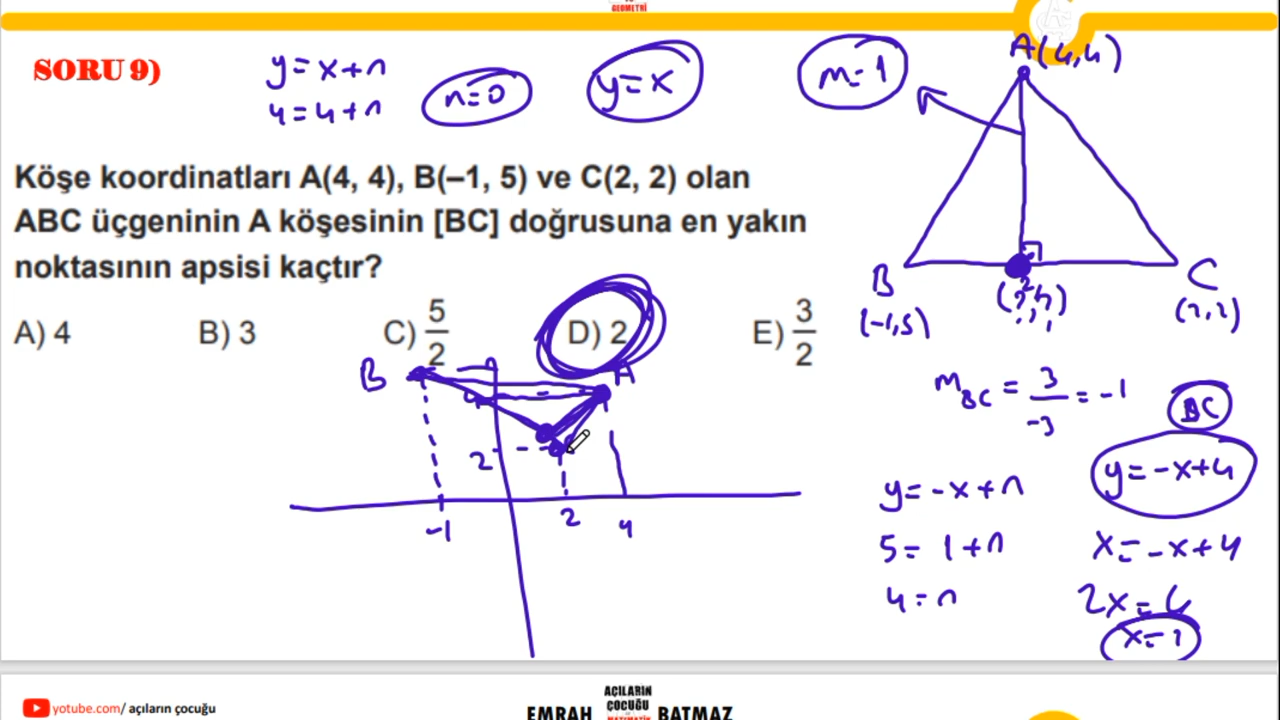 GEOMETRİ
SORU 9)
y=x+n
4=4+n
n=0
y=x
m=1
A(4,4)
Köşe koordinatları A(4, 4), B(–1, 5) ve C(2, 2) olan
ABC üçgeninin A köşesinin [BC] doğrusuna en yakın
noktasının apsisi kaçtır?
A) 4 B) 3 C) 5/2 D) 2 E) 3/2
B
(-1,5)
C
(2,2)
B
A
2
-1
2
4
m BC = 3/-3 = -1
BC
y=-x+4
y=-x+n
5= 1+n
4=n
x=-x+4
2x=4
yotube.com/ açıların çocuğu
AÇILARIN
ÇOCUĞU
MATEMATİK
EMRAH BATMAZ